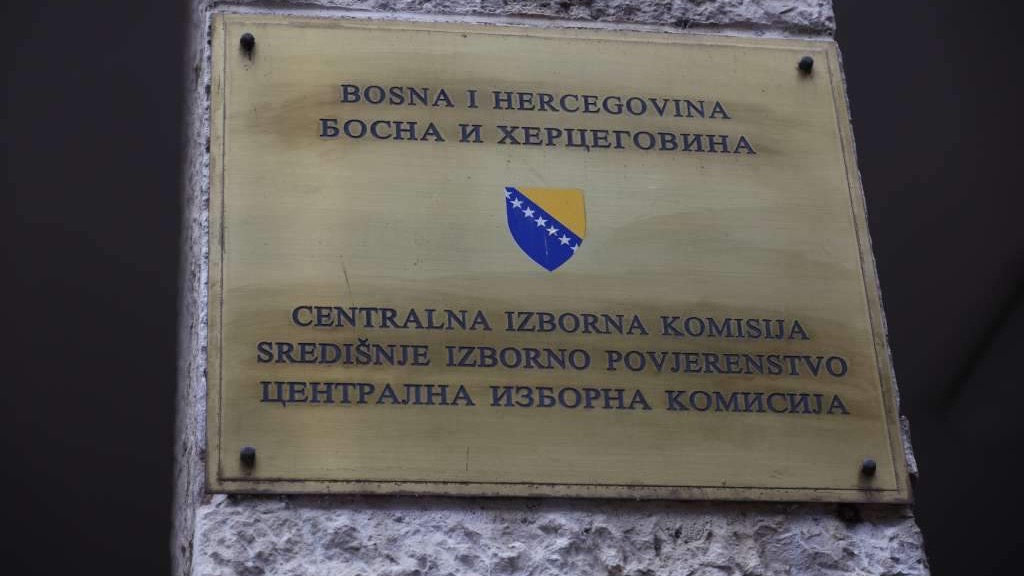 BOSNA I HERCEGOVINA
БОСНА И ХЕРЦЕГОВИНА
CENTRALNA IZBORNA KOMISIJA
SREDIŠNJE IZBORNO POVJERENSTVO
ЦЕНТРАЛНА ИЗБОРНА КОМИСИЈА